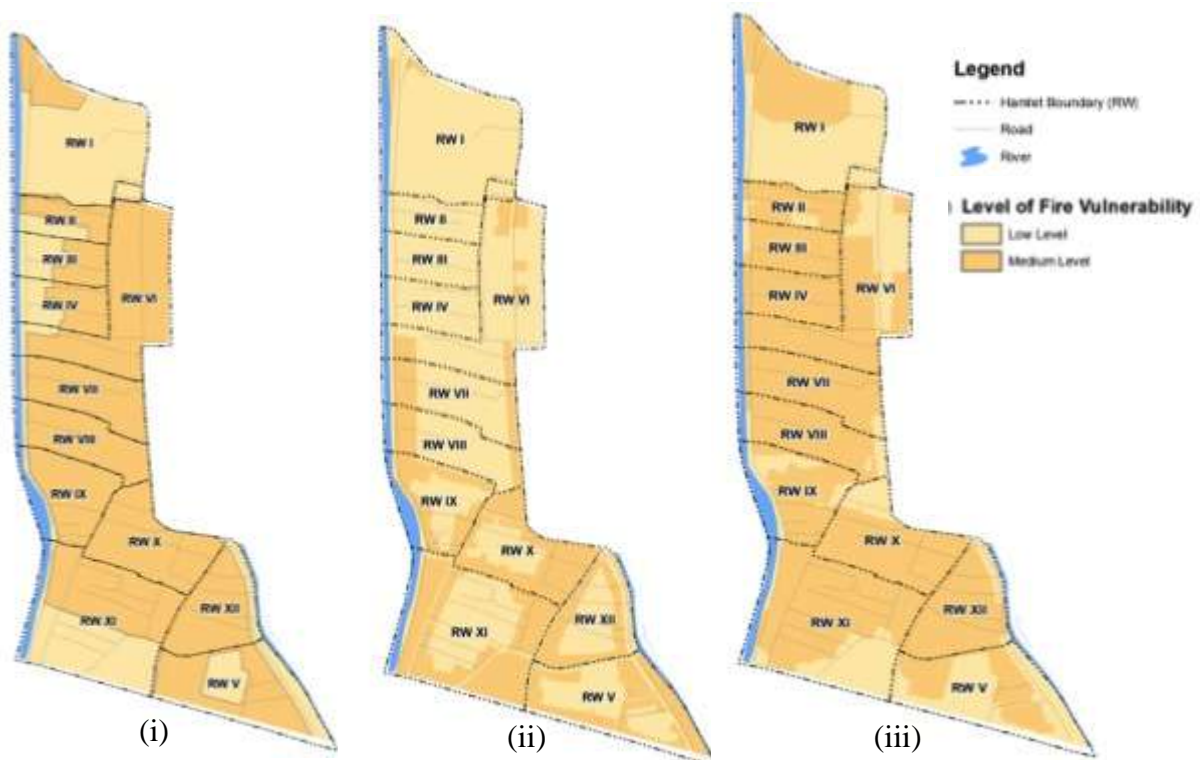 RW I
RW II
RW III
RW IV
RW VI
RW VII
RW VIII
RW IX
RW X
RW XI
RW XII
RW V
(i)
RW I
RW II
RW III
RW IV
RW VI
RW VII
RW VIII
RW IX
RW X
RW XI
RW XII
RW V
(ii)
RW I
RW II
RW III
RW IV
RW VI
RW VII
RW VIII
RW IX
RW X
RW XI
RW XII
RW V
(iii)
Legend
Hamlet Boundary (RW)
Road
River
Level of Fire Vulnerability
Low Level
Medium Level